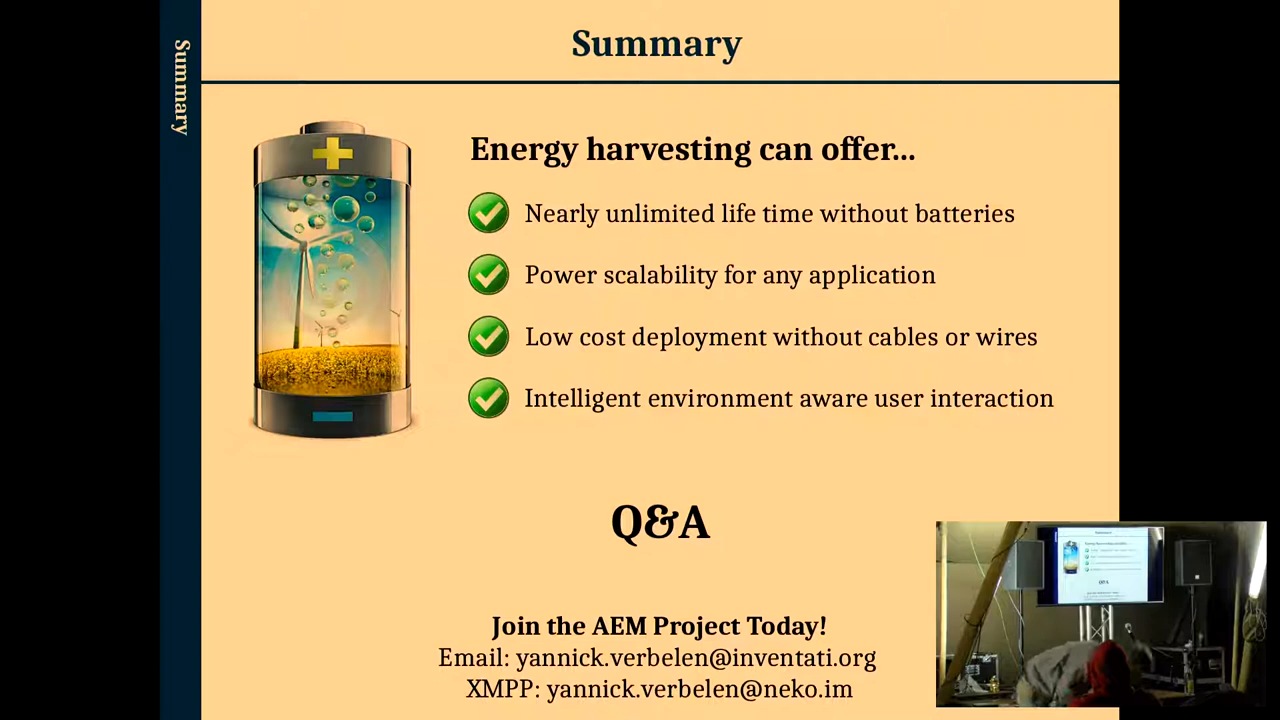 Summary
Summary
Energy harvesting can offer...
Nearly unlimited life time without batteries
Power scalability for any application
Low cost deployment without cables or wires
Intelligent environment aware user interaction
Q&A
Join the AEM Project Today!
Email: yannick.verbelen@inventati.org
XMPP: yannick.verbelen@neko.im
Summary
Q&A